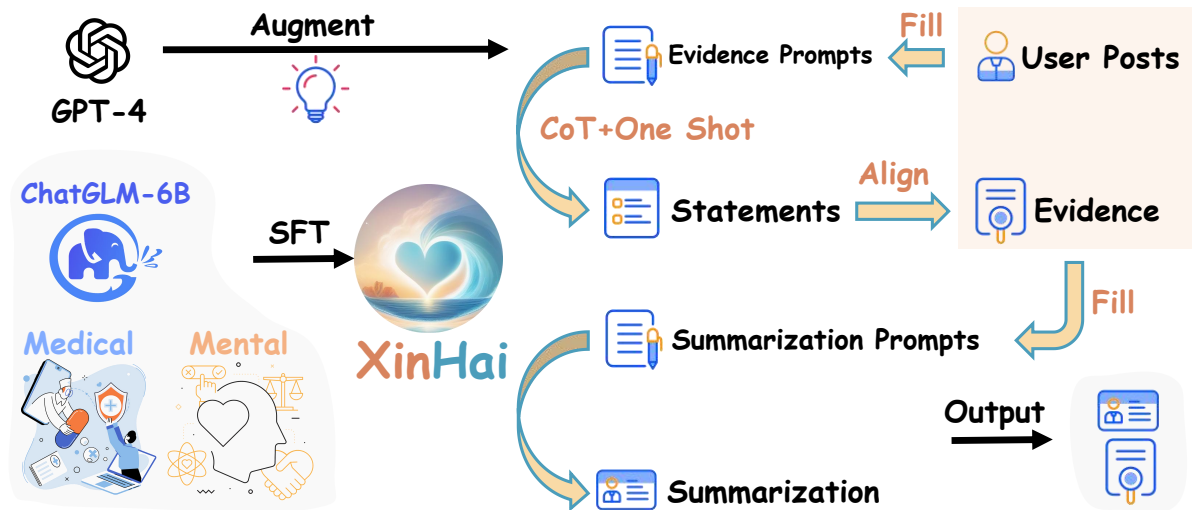 GPT-4
Augment
Evidence Prompts
Fill
User Posts
CoT+One Shot
Statements
Align
Evidence
ChatGLM-6B
SFT
Medical
Mental
XinHai
Fill
Summarization Prompts
Output
Summarization